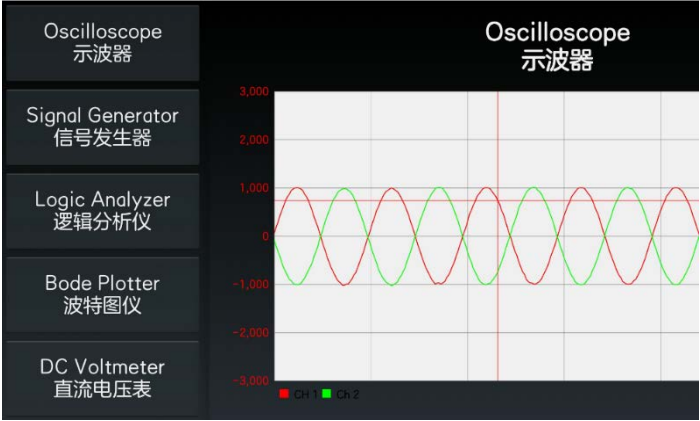 Oscilloscope
示波器
Signal Generator
信号发生器
Logic Analyzer
逻辑分析仪
Bode Plotter
波特图仪
DC Voltmeter
直流电压表
Oscilloscope
示波器
3,000
2,000
1,000
0
-1,000
-2,000
-3,000
CH 1 Ch 2